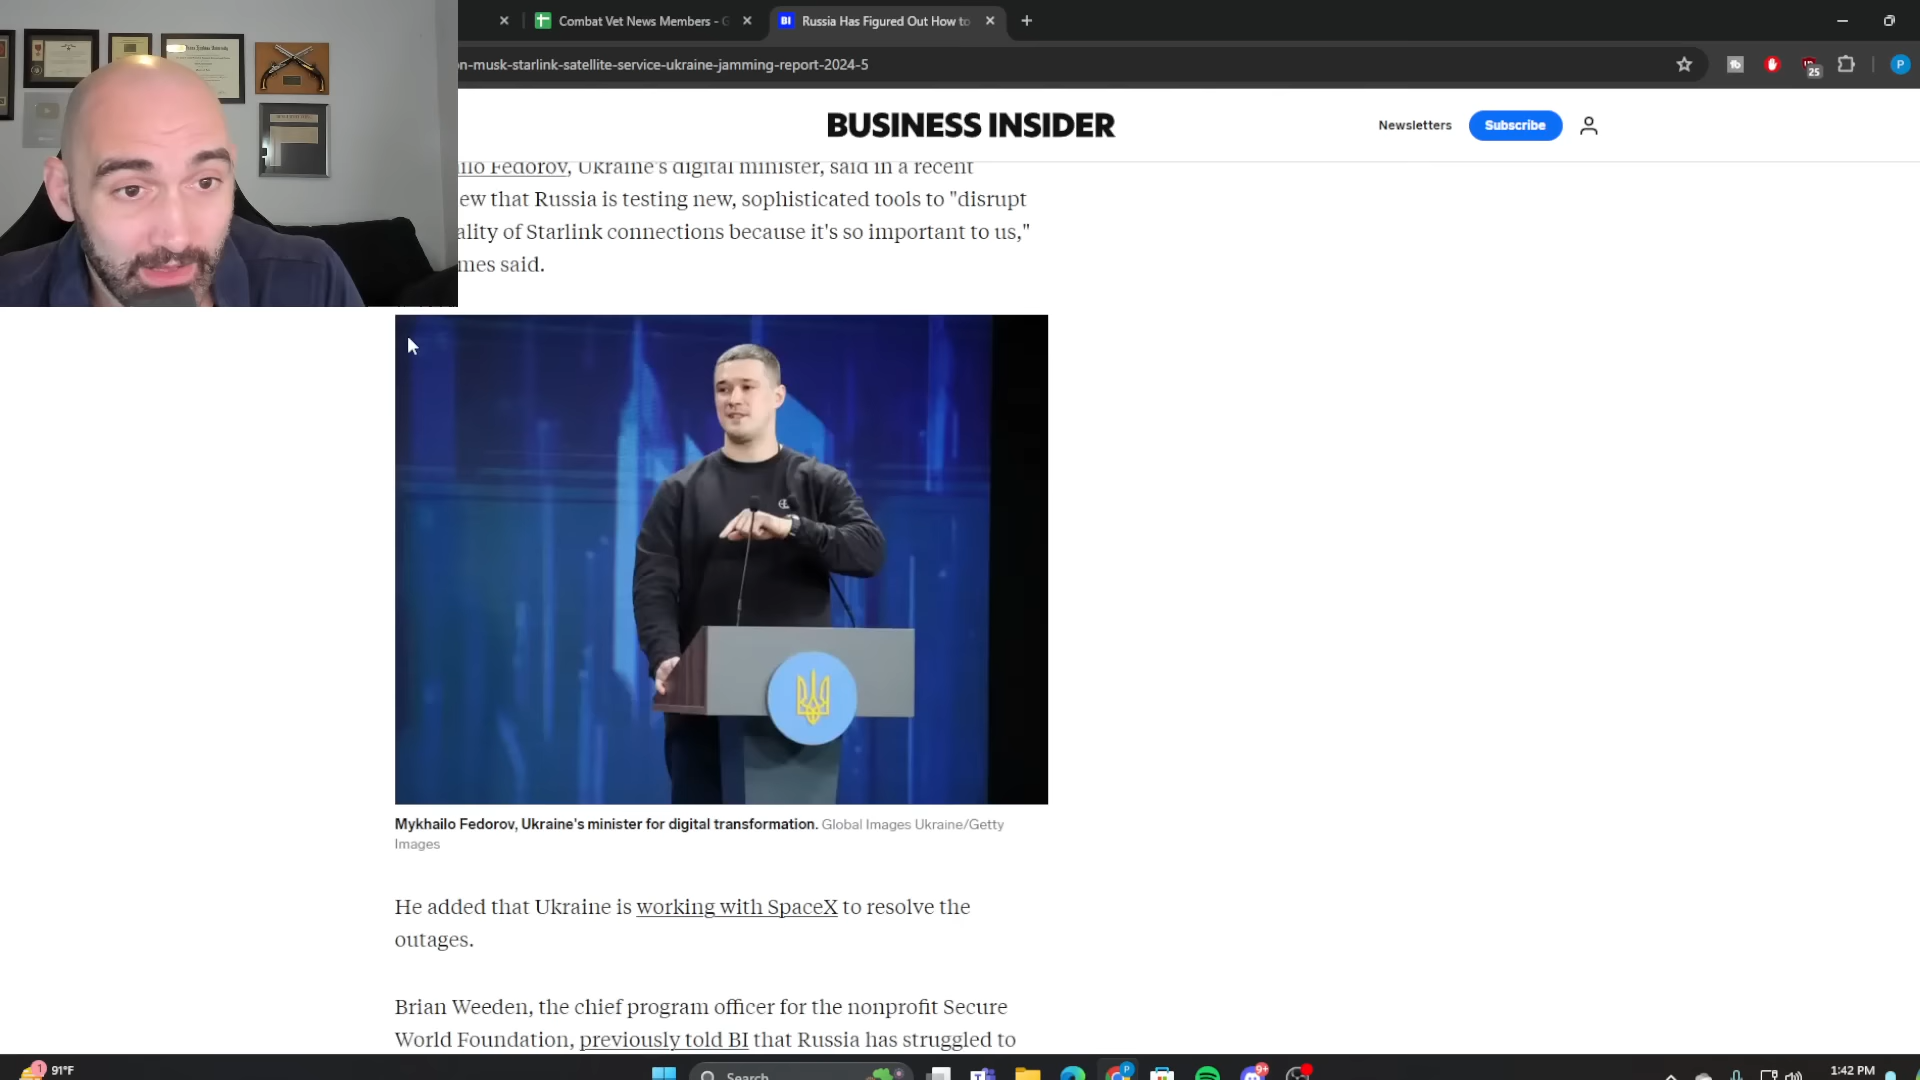 Combat Vet News Members - G
BI Russia Has Figured Out How to
n-musk-starlink-satellite-service-ukraine-jamming-report-2024-5
25
P
BUSINESS INSIDER
Newsletters
Subscribe
ilo Fedorov, Ukraine's digital minister, said in a recent
ew that Russia is testing new, sophisticated tools to "disrupt
ality of Starlink connections because it's so important to us,"
mes said.
Mykhailo Fedorov, Ukraine's minister for digital transformation. Global Images Ukraine/Getty
Images
He added that Ukraine is working with SpaceX to resolve the
outages.
Brian Weeden, the chief program officer for the nonprofit Secure
World Foundation, previously told BI that Russia has struggled to
1
91°F
Search
P
9+
1:42 PM